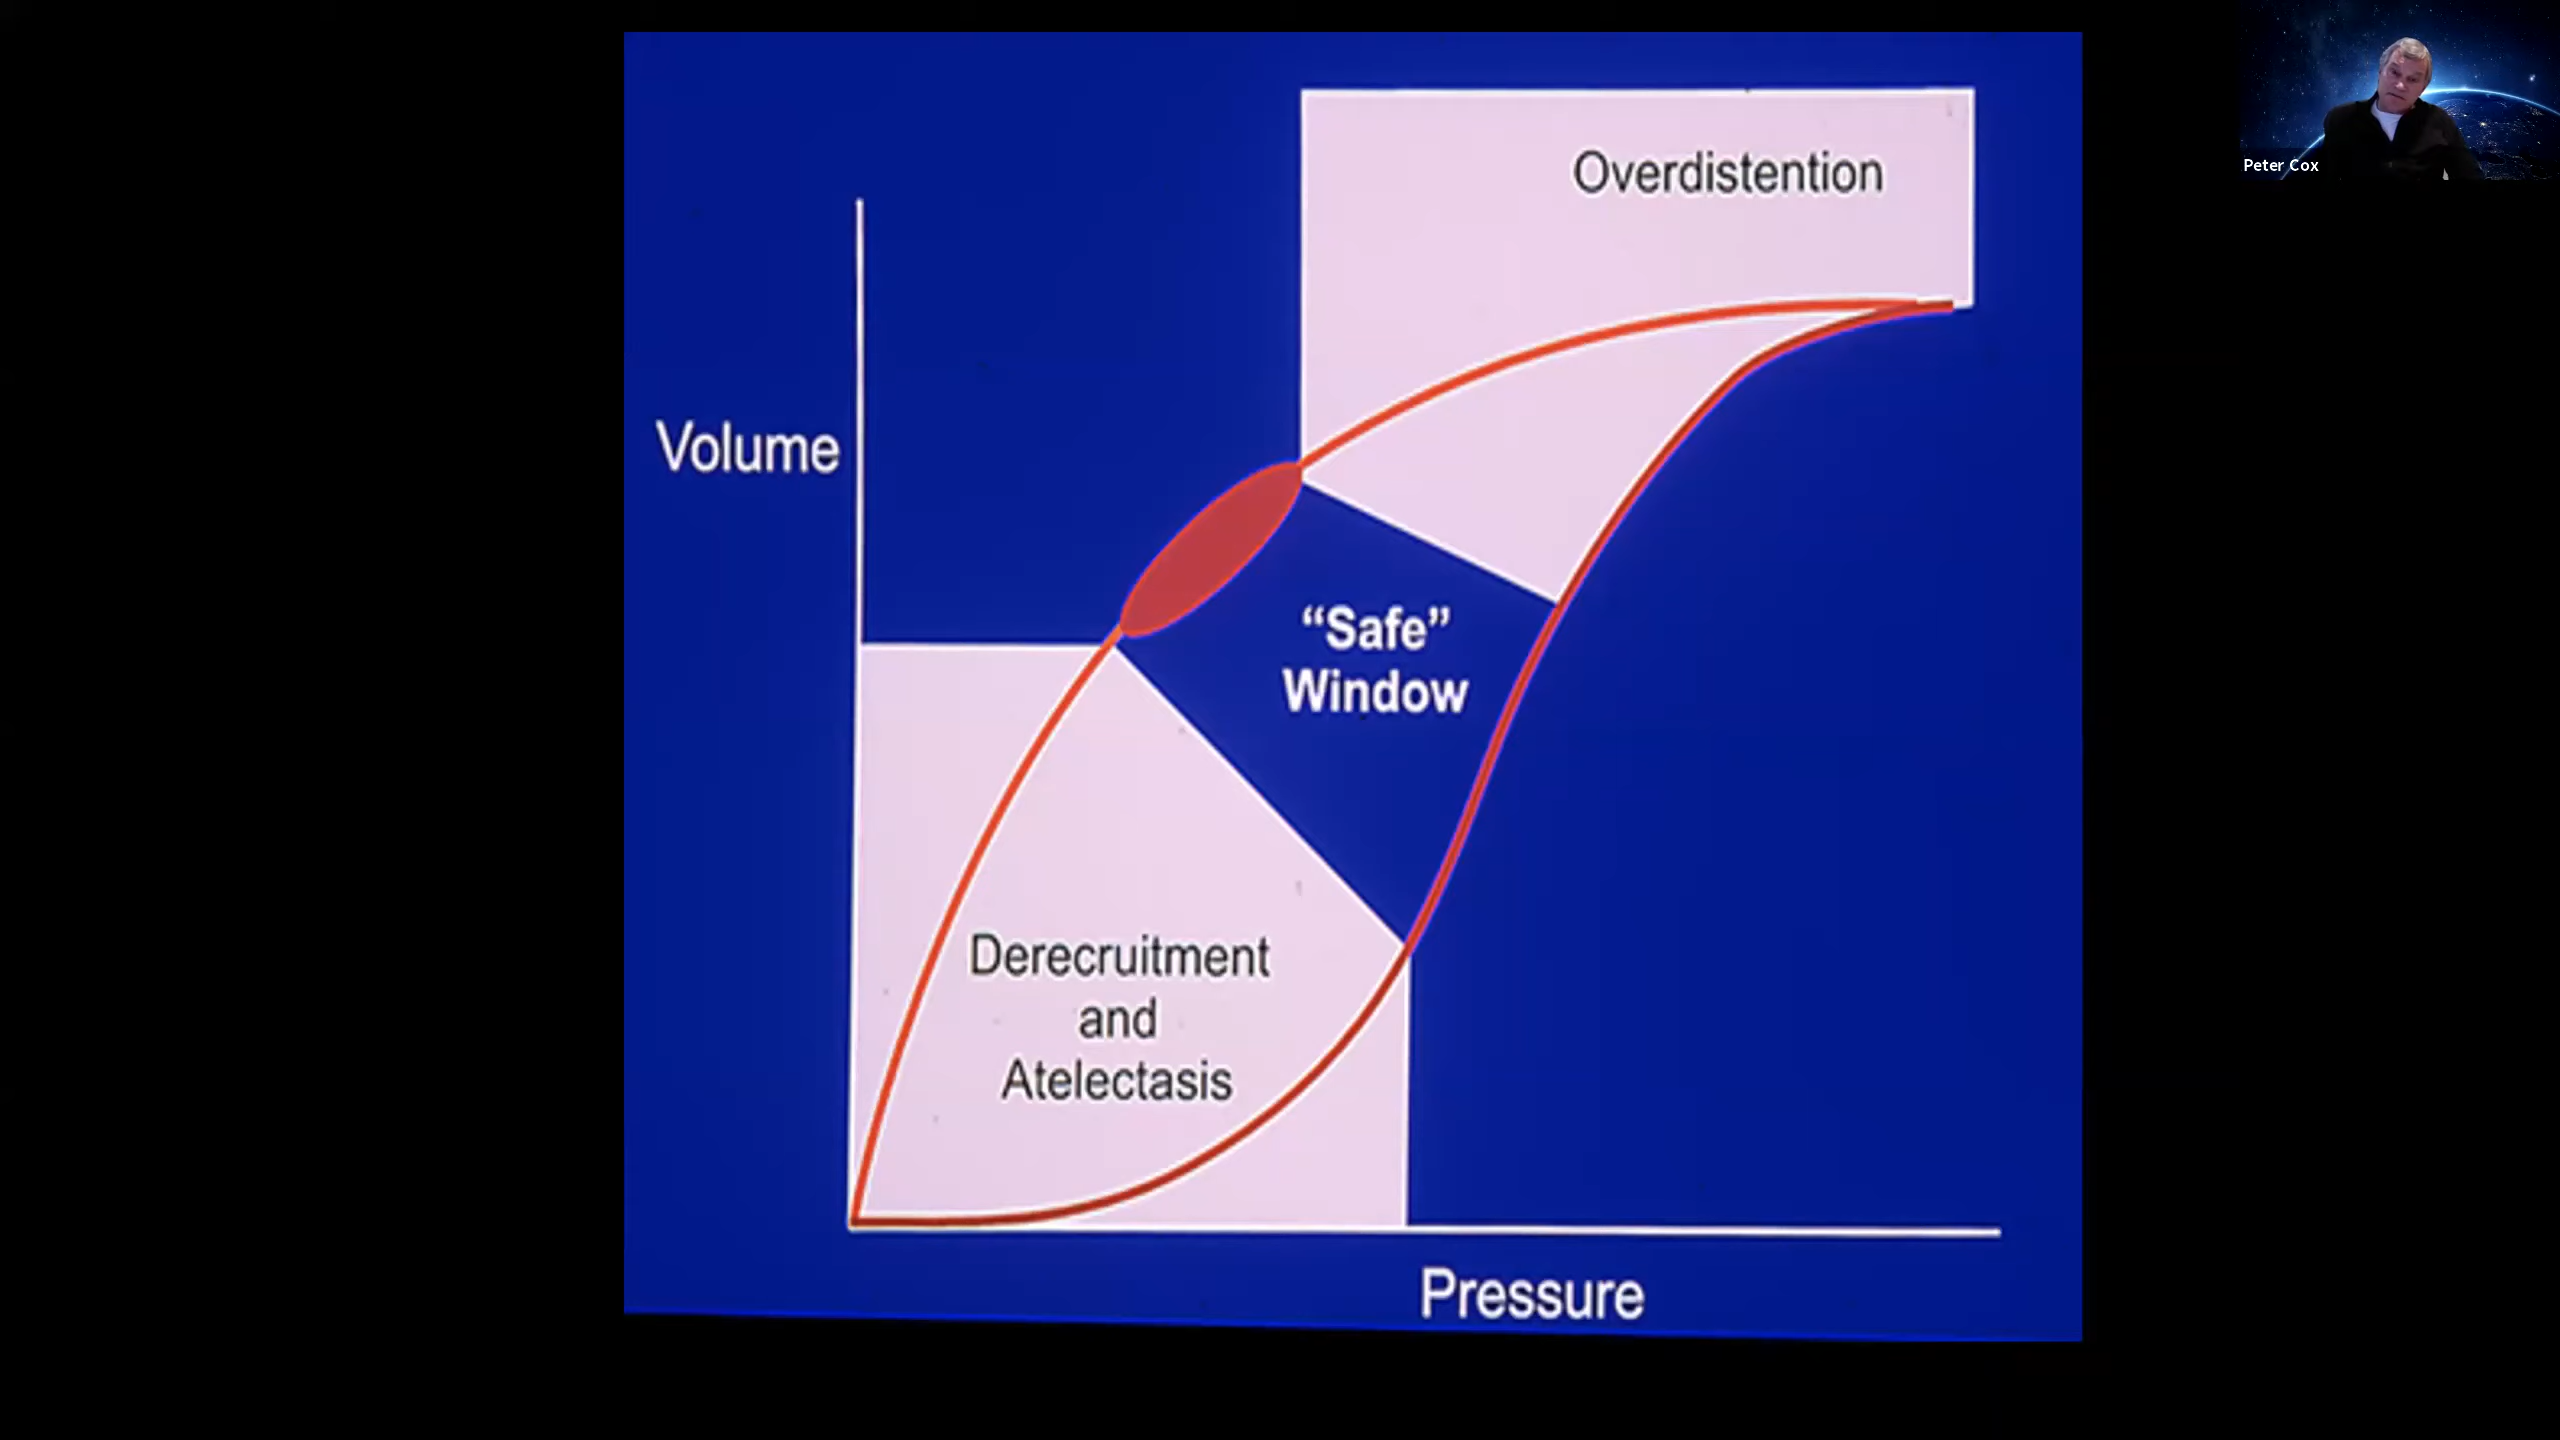 Overdistention
Volume
“Safe”
Window
Derecruitment
and
Atelectasis
Pressure
Peter Cox